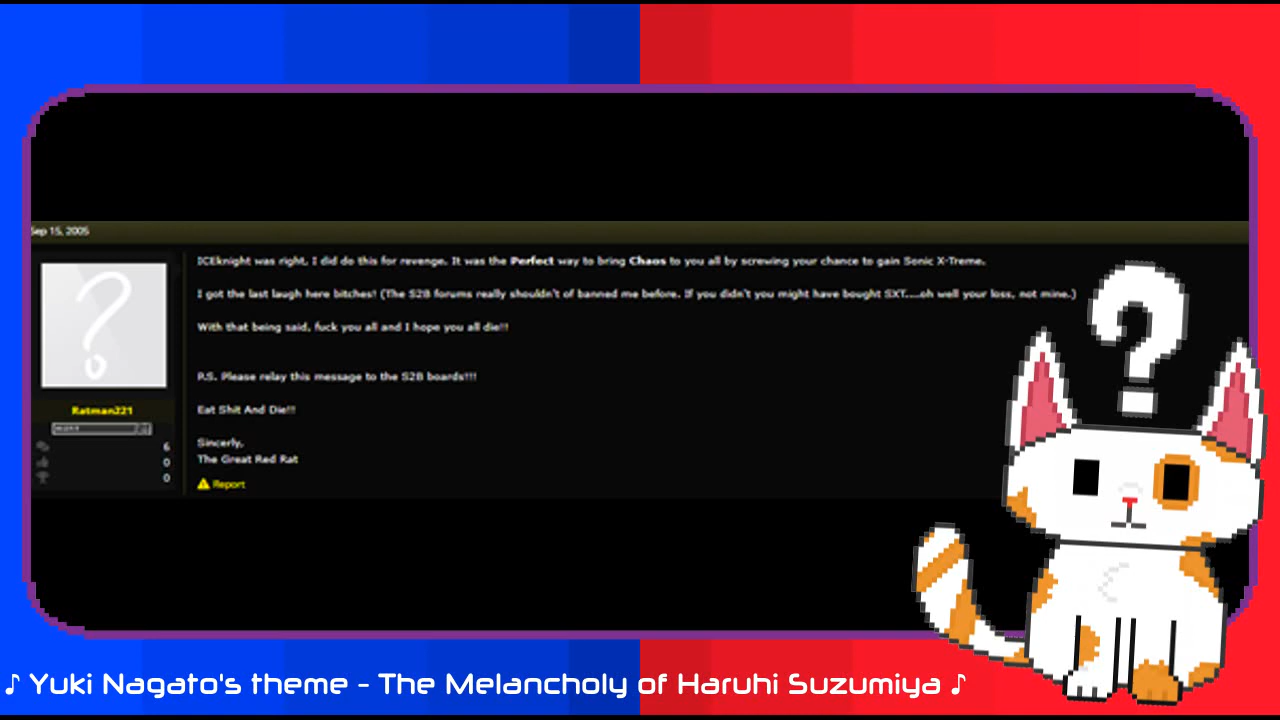 Sep 15, 2005
ICEknight was right, I did do this for revenge. It was the Perfect way to bring Chaos to you all by screwing your chance to gain Sonic X-Treme.
I got the last laugh here bitches! (The S2B forums really shouldn't of banned me before. If you didn't you might have bought SXT....oh well your loss, not mine.)
With that being said, fuck you all and I hope you all die!!
P.S. Please relay this message to the S2B boards!!!
Eat Shit And Die!!
Sincerly,
The Great Red Rat
Report
Ratman221
6
0
0
?
♪ Yuki Nagato's theme - The Melancholy of Haruhi Suzumiya ♪